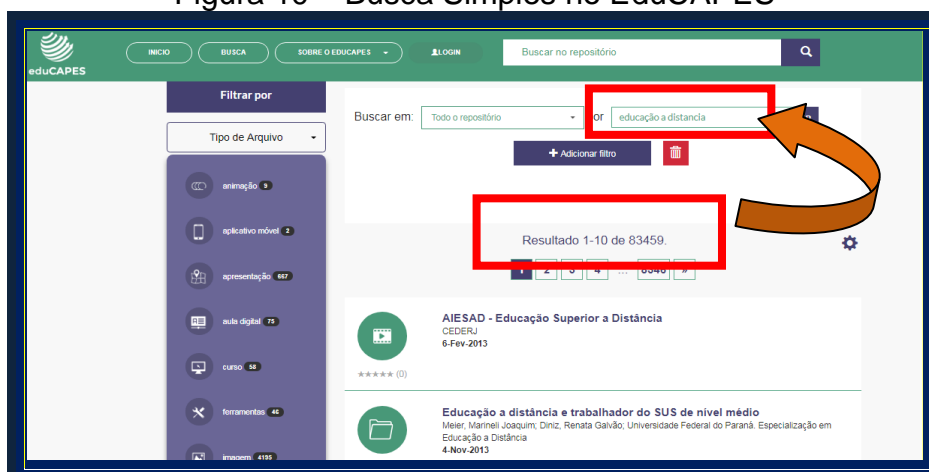 Figura 10 – Busca Simples no EduCAPES
eduCAPES
INICIO
BUSCA
SOBRE O EDUCAPES
LOGIN
Buscar no repositório
Filtrar por
Tipo de Arquivo
animação 9
aplicativo móvel 2
apresentação 667
aula digital 75
curso 58
ferramentas 46
imagem 4195
Buscar em:
Todo o repositório
or
educação a distancia
+ Adicionar filtro
Resultado 1-10 de 83459.
1 2 3 4 ... 8346 »
AIESAD - Educação Superior a Distância
CEDERJ
6-Fev-2013
★★★★★ (0)
Educação a distância e trabalhador do SUS de nível médio
Meier, Marineli Joaquim; Diniz, Renata Galvão; Universidade Federal do Paraná. Especialização em
Educação a Distância
4-Nov-2013